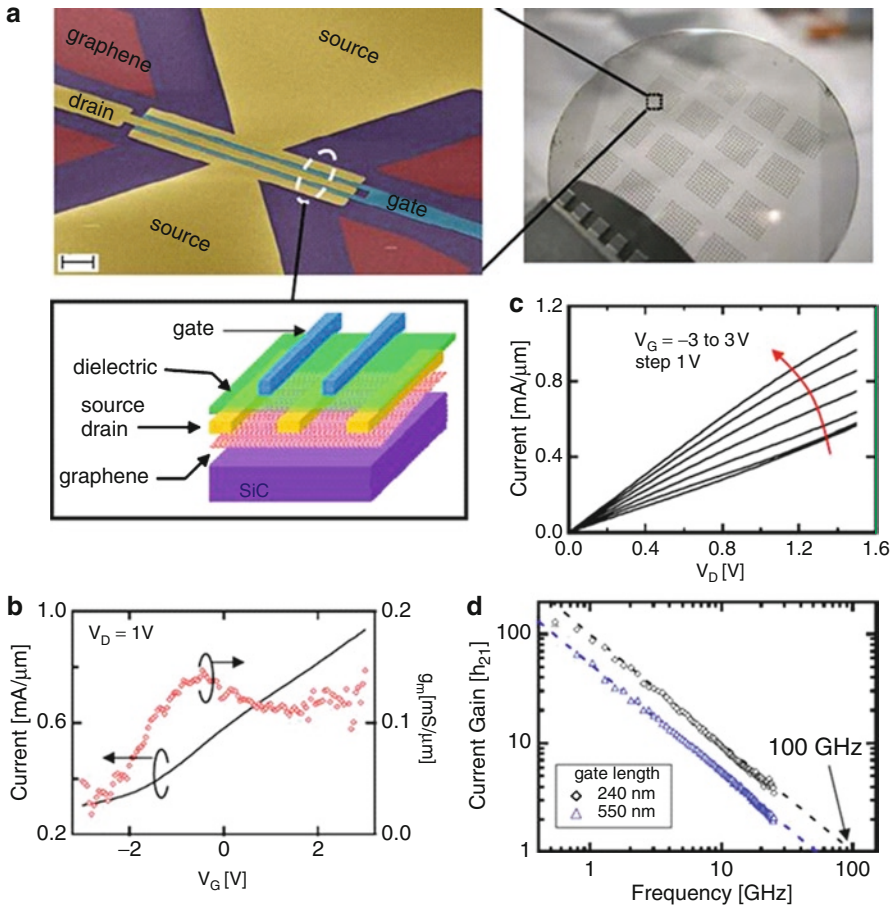 a
graphene
source
drain
gate
source
gate
dielectric
source
drain
graphene
SiC
b
1.0
0.6
0.2
Current [mA/μm]
V_D = 1V
0.2
0.1
0.0
g_m[mS/μm]
−2
0
2
V_G [V]
c
1.2
0.8
0.4
0.0
Current [mA/μm]
V_G = −3 to 3 V
step 1 V
0.0
0.4
0.8
1.2
1.6
V_D [V]
d
100
10
1
Current Gain [h_21]
100 GHz
gate length
240 nm
550 nm
1
10
100
Frequency [GHz]